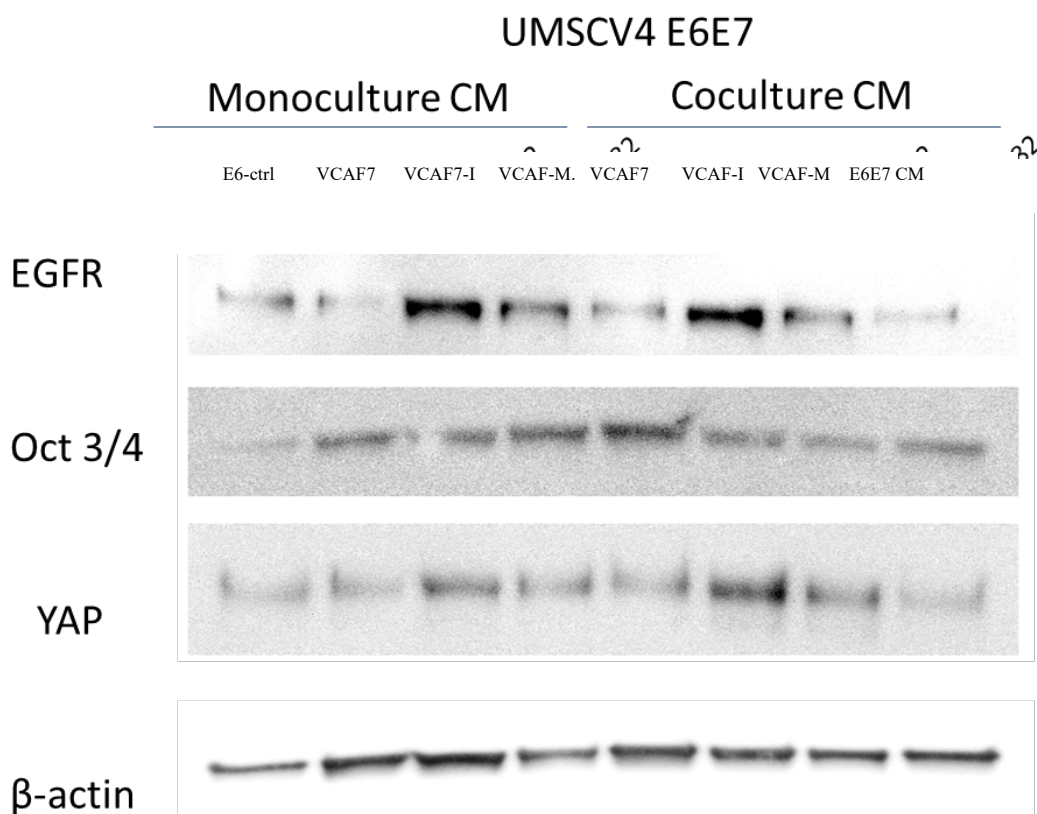 UMSCV4 E6E7
Monoculture CM Coculture CM
E6-ctrl VCAF7 VCAF7-I VCAF-M. VCAF7 VCAF-I VCAF-M E6E7 CM
EGFR
Oct 3/4
YAP
β-actin